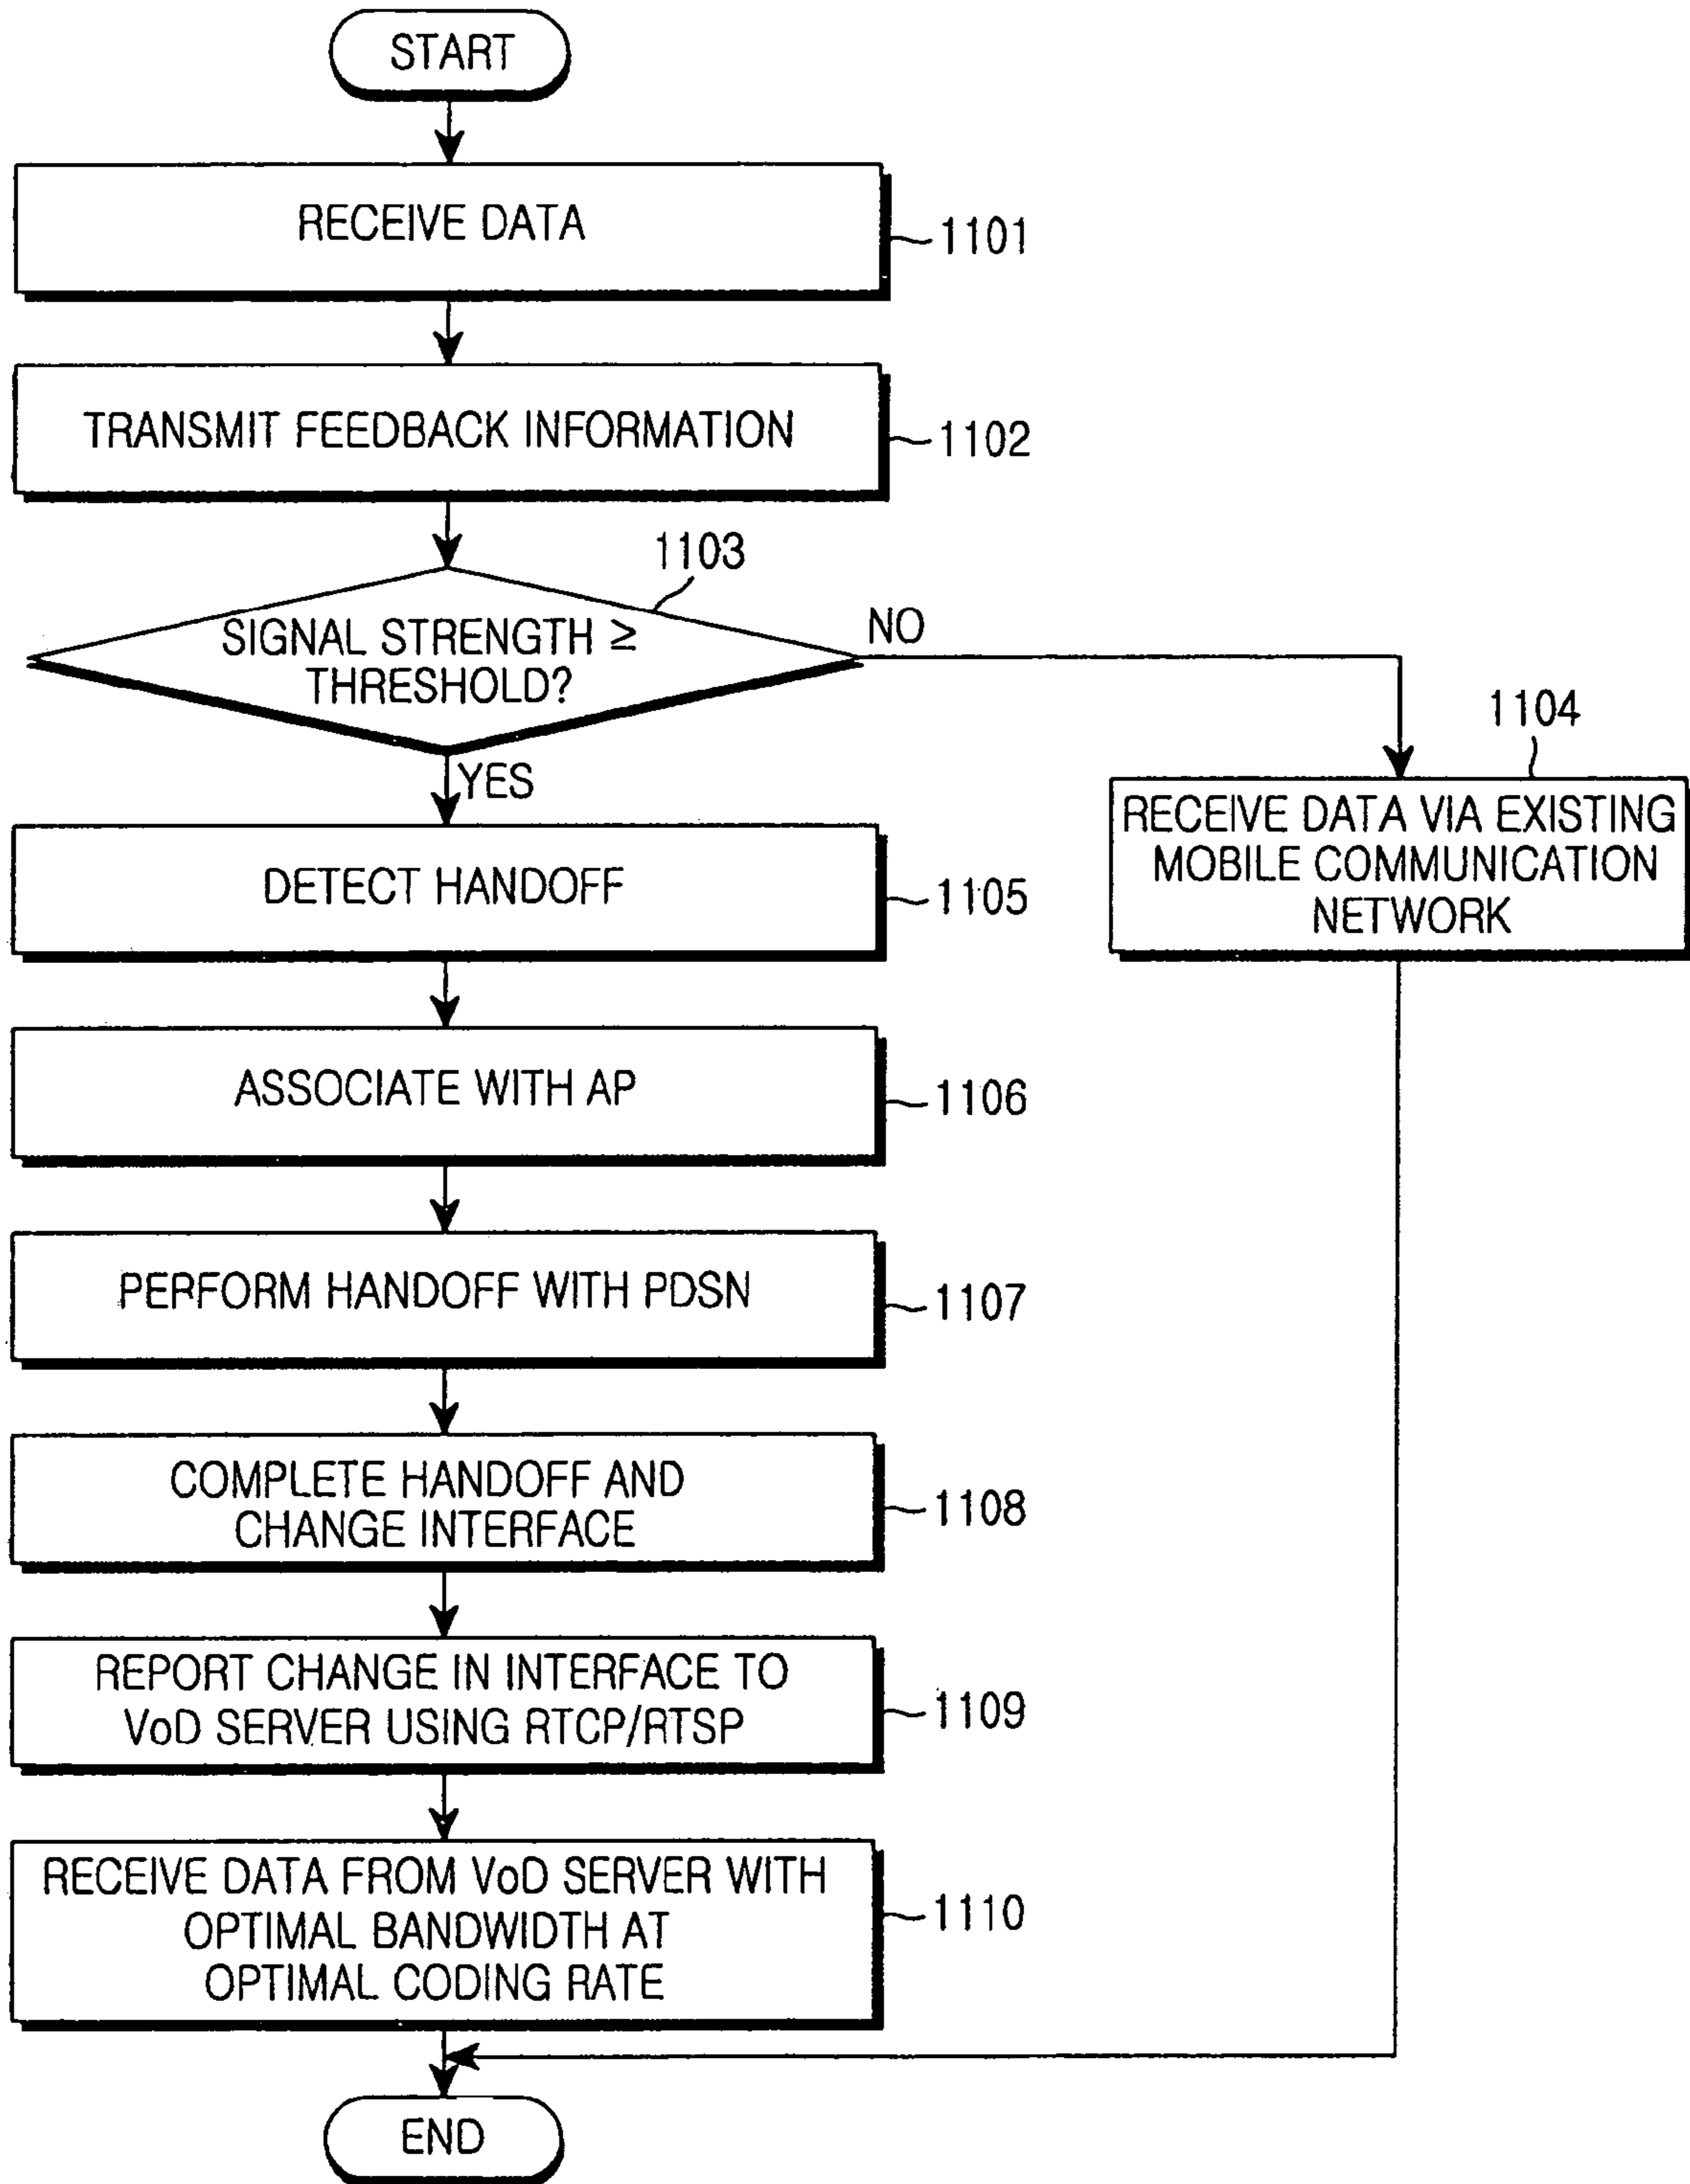 START
RECEIVE DATA
1101
TRANSMIT FEEDBACK INFORMATION
1102
1103
SIGNAL STRENGTH ≥
THRESHOLD?
NO
YES
1104
RECEIVE DATA VIA EXISTING
MOBILE COMMUNICATION
NETWORK
DETECT HANDOFF
1105
ASSOCIATE WITH AP
1106
PERFORM HANDOFF WITH PDSN
1107
COMPLETE HANDOFF AND
CHANGE INTERFACE
1108
REPORT CHANGE IN INTERFACE TO
VoD SERVER USING RTCP/RTSP
1109
RECEIVE DATA FROM VoD SERVER WITH
OPTIMAL BANDWIDTH AT
OPTIMAL CODING RATE
1110
END